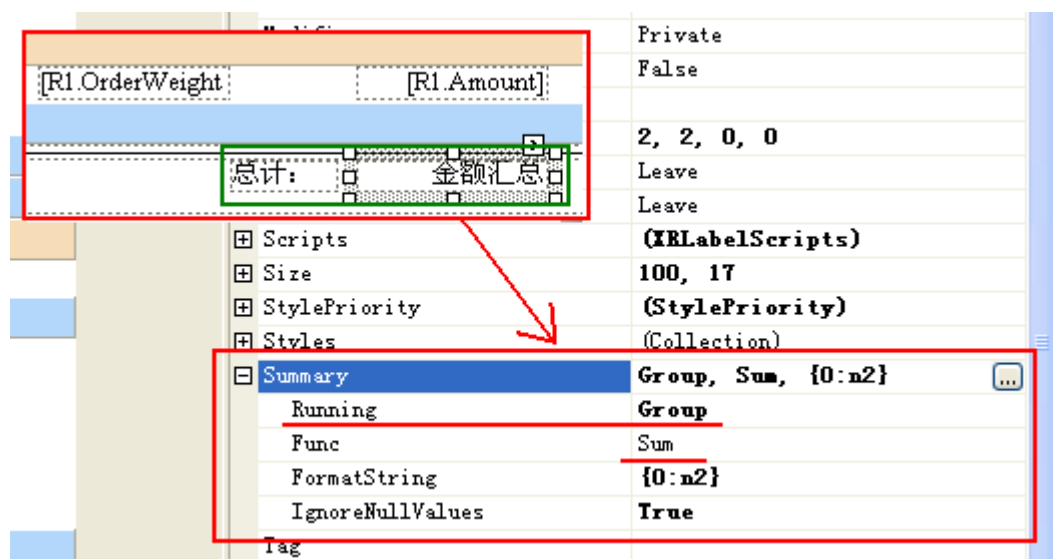 Private
False
[R1.OrderWeight [R1.Amount]
2, 2, 0, 0
总计： 金额汇总
Leave
Leave
Scripts (XRLabelScripts)
Size 100, 17
StylePriority (StylePriority)
Styles (Collection)
Summary Group, Sum, {0:n2} ...
Running Group
Func Sum
FormatString {0:n2}
IgnoreNullValues True
Tag